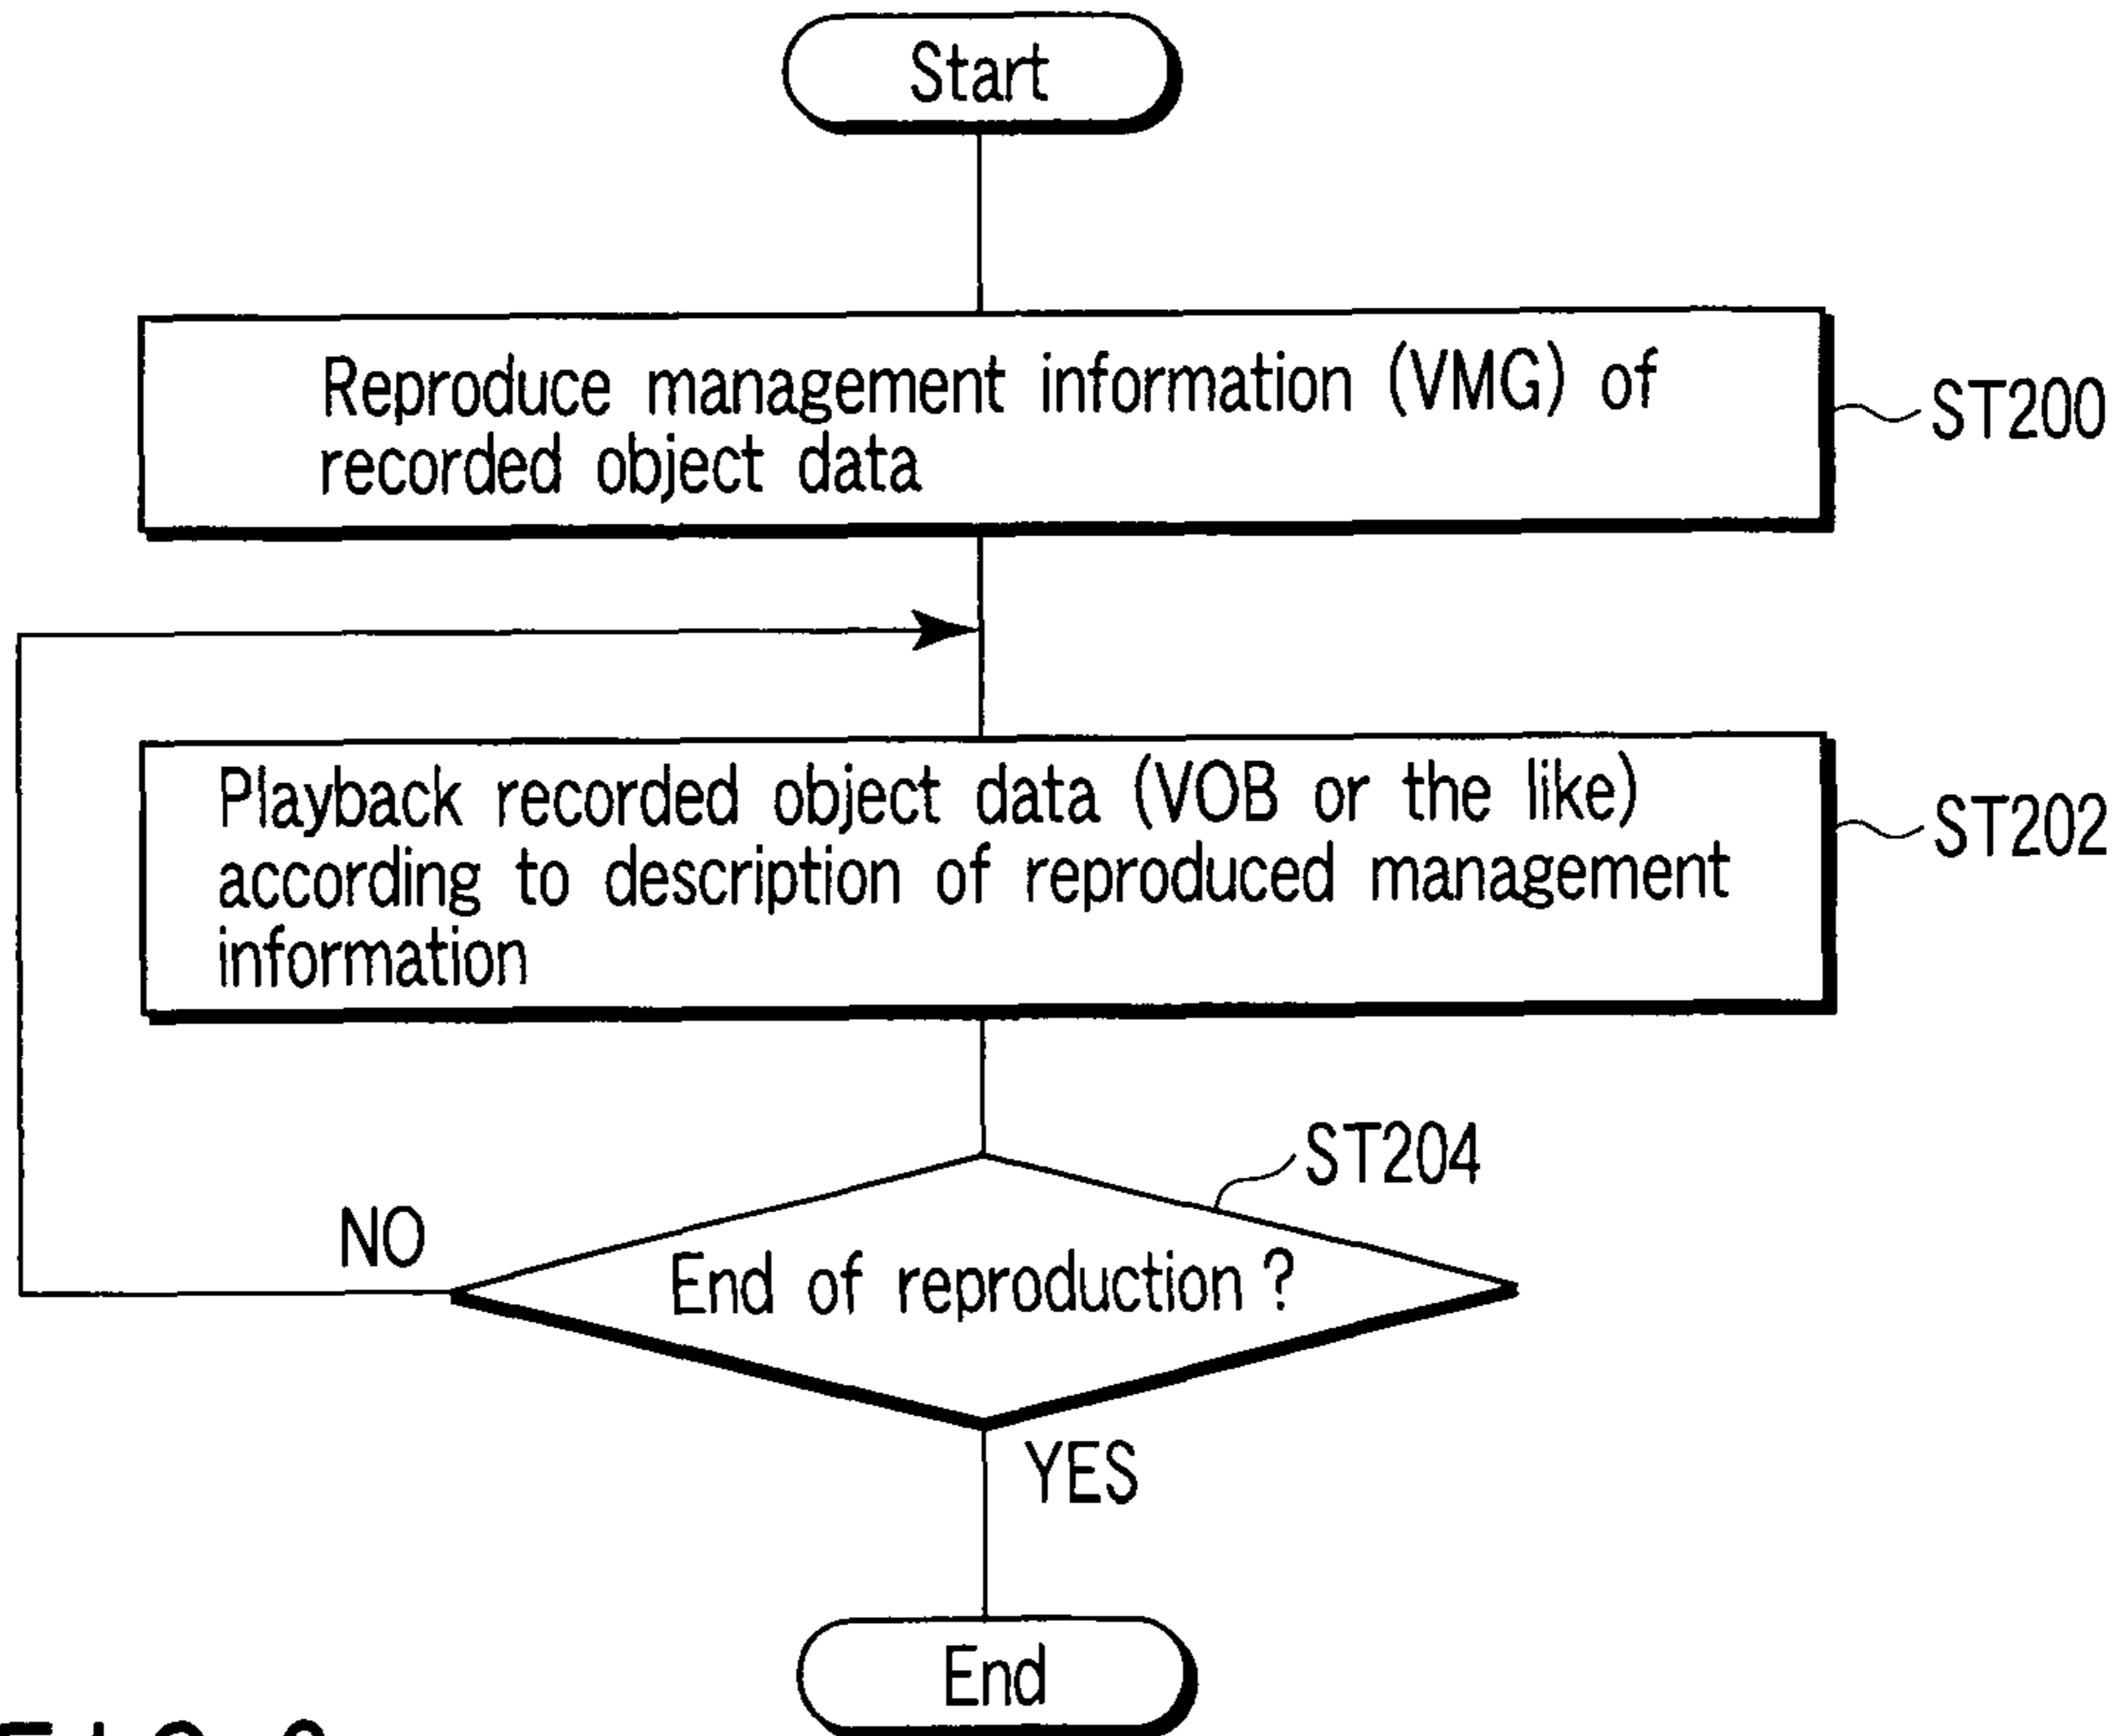 Start
Reproduce management information (VMG) of
recorded object data
ST200
Playback recorded object data (VOB or the like)
according to description of reproduced management
information
ST202
ST204
NO
End of reproduction ?
YES
End